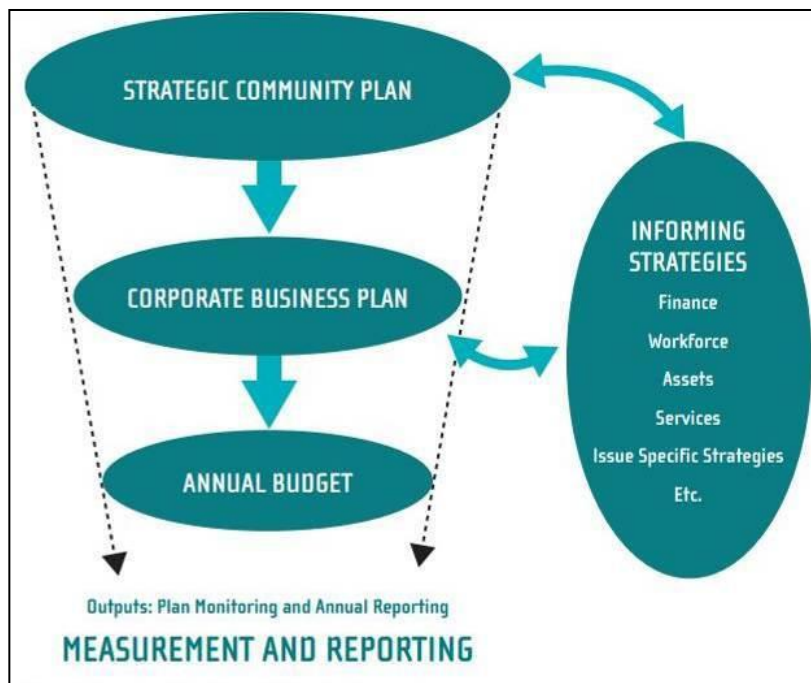 STRATEGIC COMMUNITY PLAN
CORPORATE BUSINESS PLAN
ANNUAL BUDGET
INFORMING
STRATEGIES
Finance
Workforce
Assets
Services
Issue Specific Strategies
Etc.
Outputs: Plan Monitoring and Annual Reporting
MEASUREMENT AND REPORTING